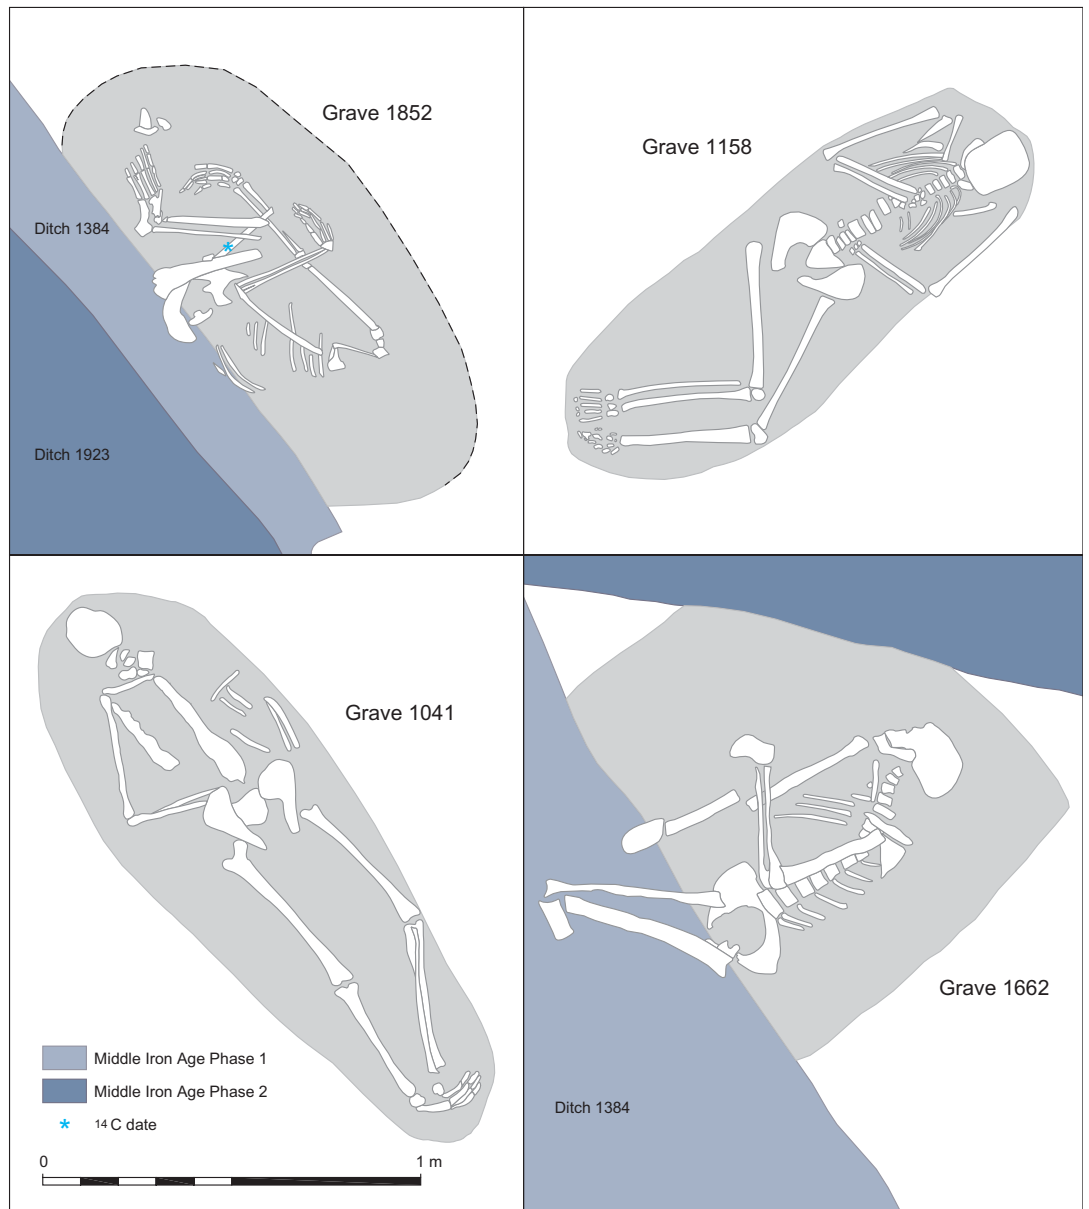 Grave 1852
Ditch 1384
Ditch 1923
Grave 1158
Grave 1041
Middle Iron Age Phase 1
Middle Iron Age Phase 2
* 14 C date
0 1 m
Grave 1662
Ditch 1384